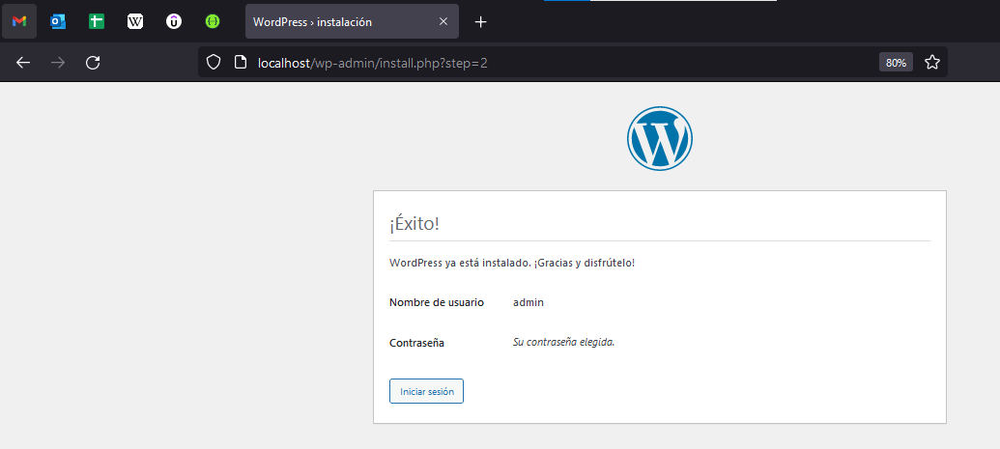 WordPress › instalación
localhost/wp-admin/install.php?step=2
80%
¡Éxito!
WordPress ya está instalado. ¡Gracias y disfrútelo!
Nombre de usuario admin
Contraseña Su contraseña elegida.
Iniciar sesión